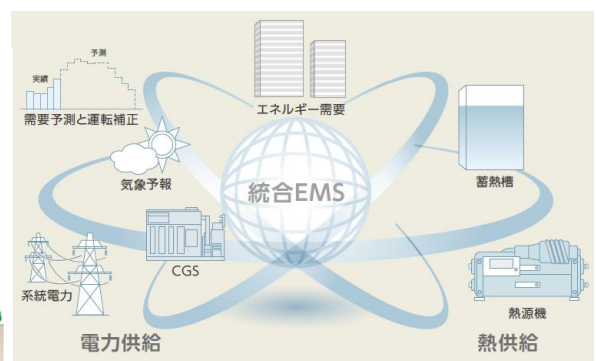 予測
実績
需要予測と運転補正
エネルギー需要
気象予報
統合EMS
蓄熱槽
系統電力
CGS
熱源機
電力供給
熱供給